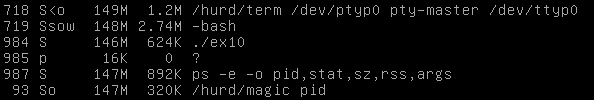 718 S<o 149M 1.2M /hurd/term /dev/ptyp0 pty-master /dev/ttyp0
719 Ssow 148M 2.74M -bash
984 S 146M 624K ./ex10
985 p 16K 0 ?
987 S 147M 892K ps -e -o pid,stat,sz,rss,args
93 So 147M 320K /hurd/magic pid